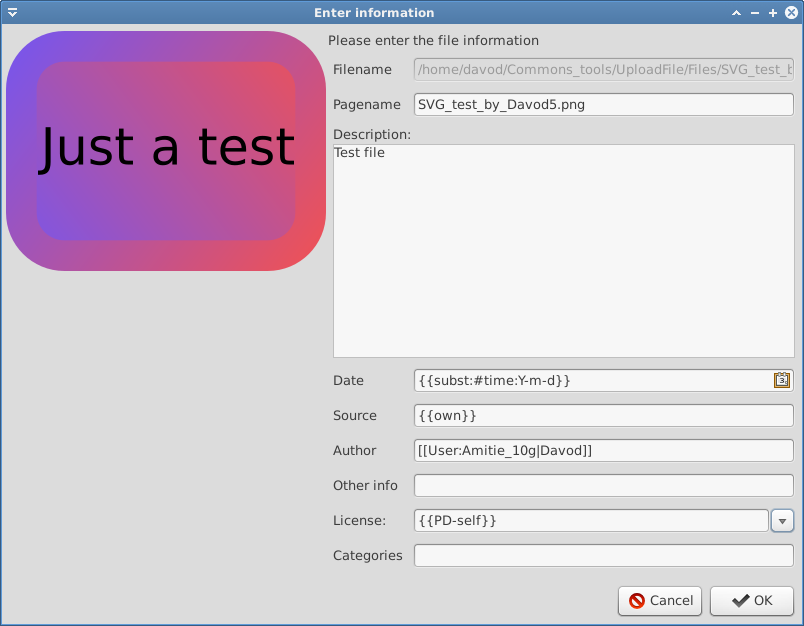 Enter information
Just a test
Please enter the file information
Filename /home/davod/Commons_tools/UploadFile/Files/SVG_test_b
Pagename SVG_test_by_Davod5.png
Description:
Test file
Date {{subst:#time:Y-m-d}}
Source {{own}}
Author [[User:Amitie_10g|Davod]]
Other info
License: {{PD-self}}
Categories
Cancel OK